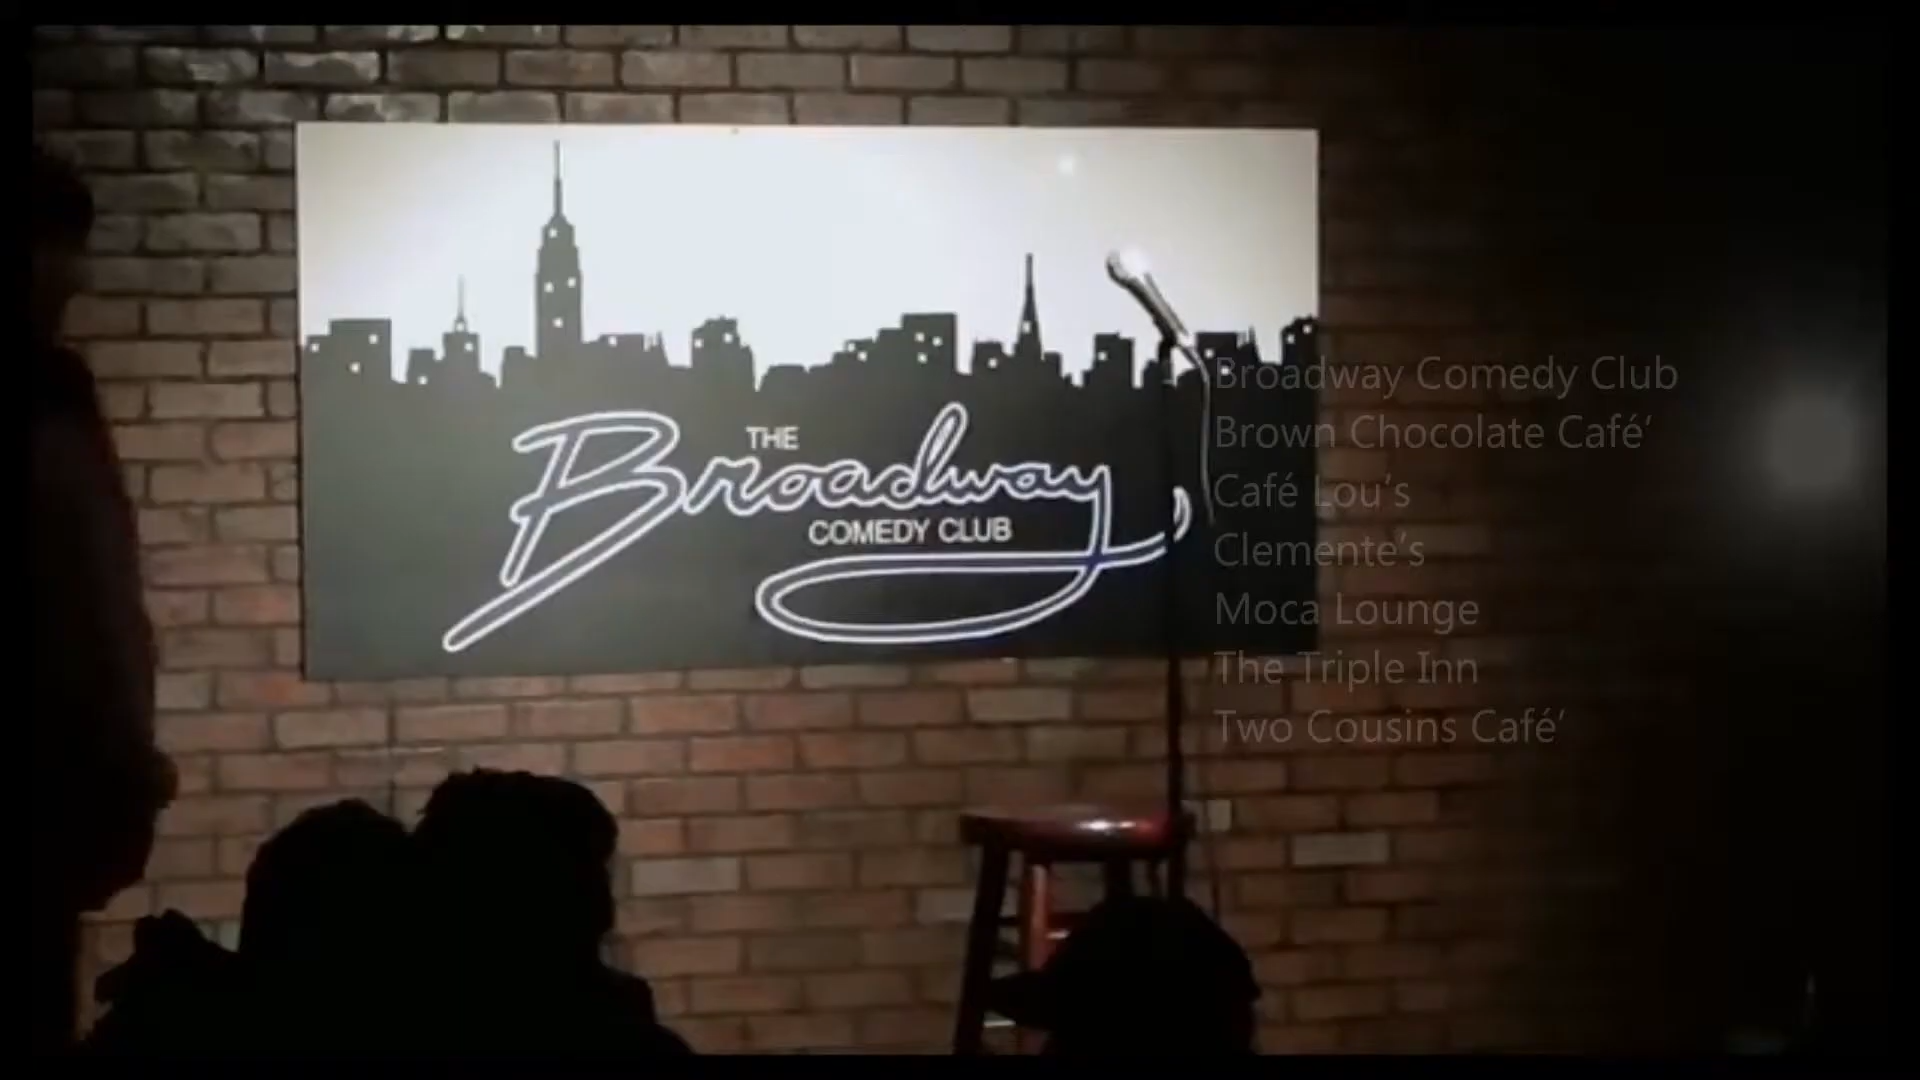 THE
Broadway
COMEDY CLUB
Broadway Comedy Club
Brown Chocolate Café‘
Café Lou’s
Clemente’s
Moca Lounge
The Triple Inn
Two Cousins Café‘